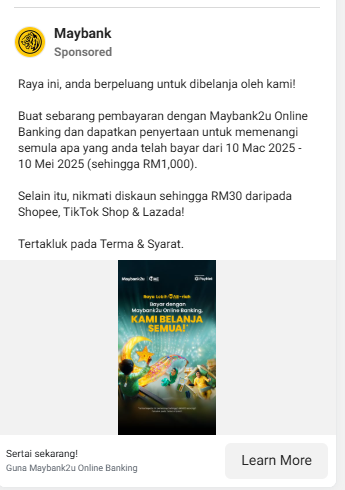 Maybank
Sponsored
Raya ini, anda berpeluang untuk dibelanja oleh kami!
Buat sebarang pembayaran dengan Maybank2u Online
Banking dan dapatkan penyertaan untuk memenangi
semula apa yang anda telah bayar dari 10 Mac 2025 -
10 Mei 2025 (sehingga RM1,000).
Selain itu, nikmati diskaun sehingga RM30 daripada
Shopee, TikTok Shop & Lazada!
Tertakluk pada Terma & Syarat.
Maybank2u
PayNet
Raya Lebih
Bayar dengan
Maybank2u Online Banking,
KAMI BELANJA
SEMUA!
Sertai sekarang!
Guna Maybank2u Online Banking
Learn More